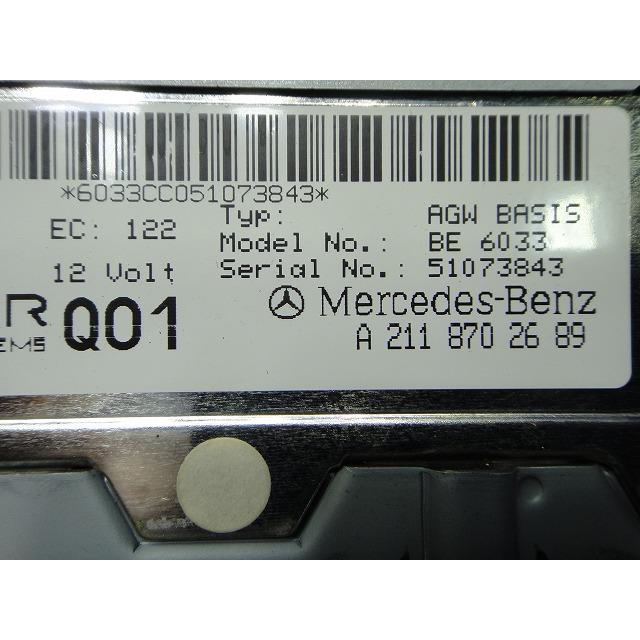 *6033CC051073843*
Typ: AGW BASIS
EC: 122
Model No.: BE 6033
12 Volt
Serial No.: 51073843
Q01
Mercedes-Benz
A 211 870 26 89